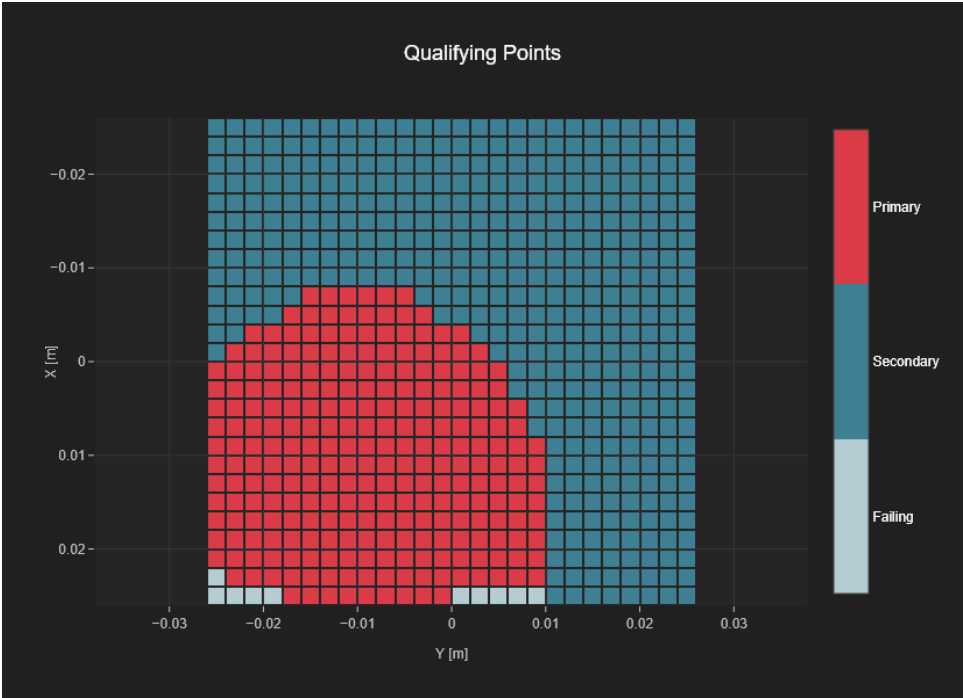 Qualifying Points
−0.02
−0.01
0
0.01
0.02
X [m]
−0.03
−0.02
−0.01
0
0.01
0.02
0.03
Y [m]
Primary
Secondary
Failing